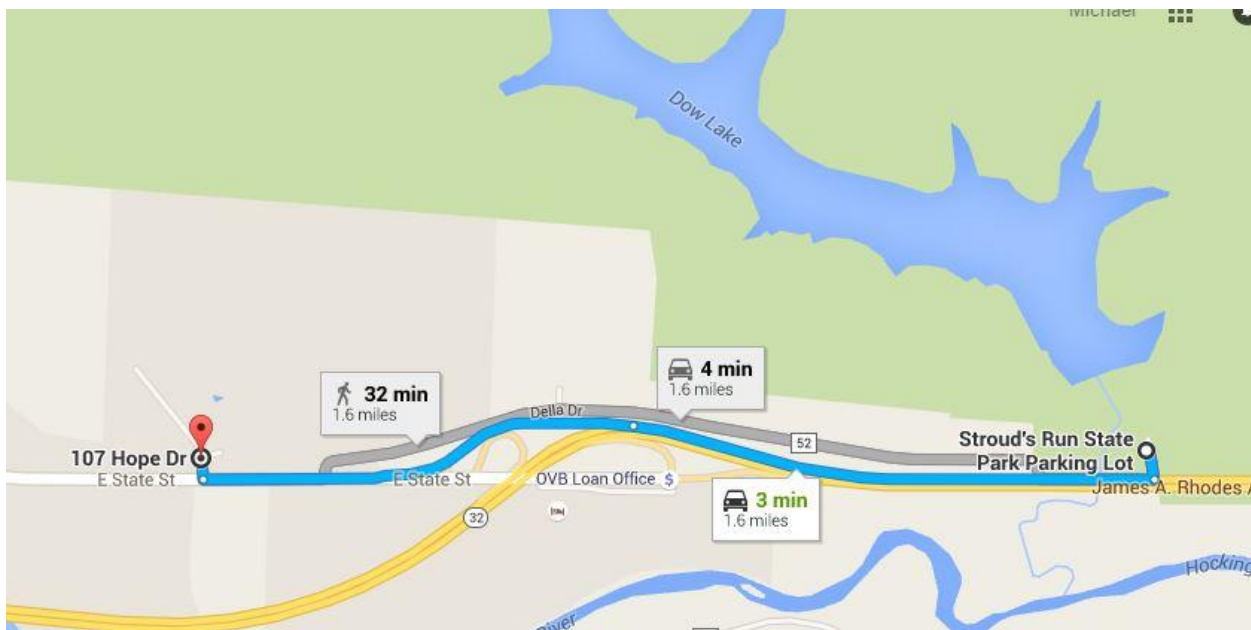 Michael
Dow Lake
4 min
1.6 miles
32 min
1.6 miles
Della Dr
52
107 Hope Dr
E State St
E State St
OVB Loan Office $
Stroud's Run State
Park Parking Lot
James A. Rhodes A
3 min
1.6 miles
32
Hocking
River